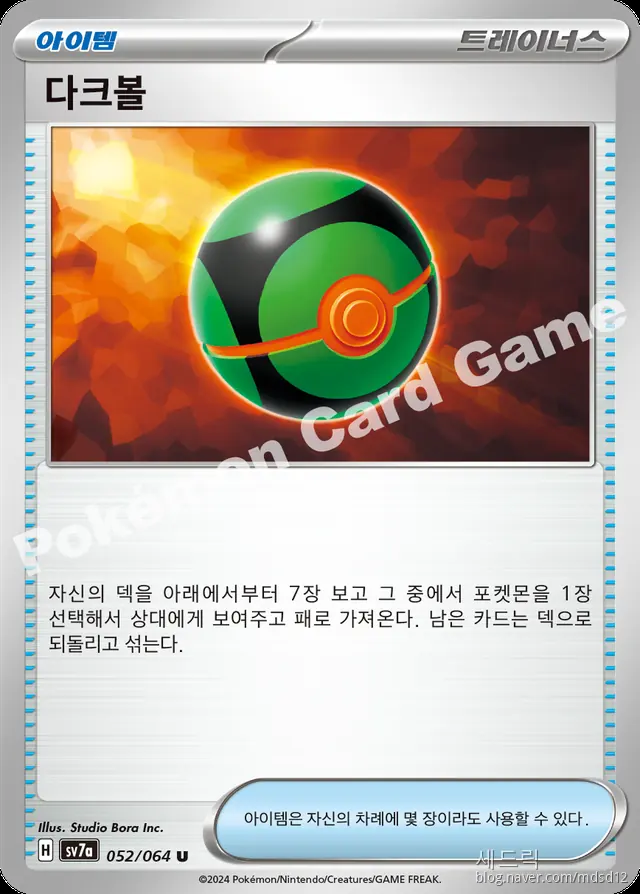 아이템
트레이너스
다크볼
Pokémon Card Game
자신의 덱을 아래에서부터 7장 보고 그 중에서 포켓몬을 1장
선택해서 상대에게 보여주고 패로 가져온다. 남은 카드는 덱으로
되돌리고 섞는다.
아이템은 자신의 차례에 몇 장이라도 사용할 수 있다.
Illus. Studio Bora Inc.
H sv7a 052/064 U
©2024 Pokémon/Nintendo/Creatures/GAME FREAK.
세드릭
blog.naver.com/mdsd12